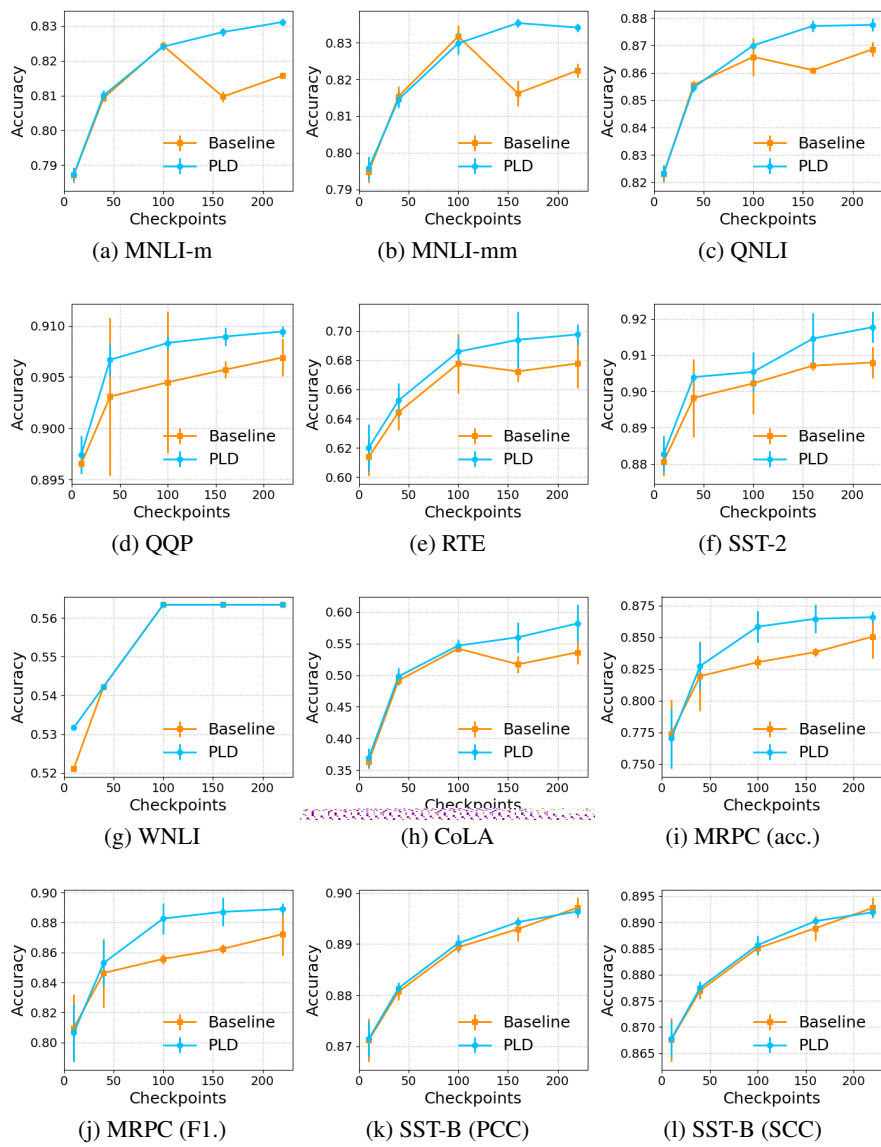 0.83
0.82
0.81
0.80
0.79
Accuracy
Baseline
PLD
0 50 100 150 200
Checkpoints
(a) MNLI-m
0.83
0.82
0.81
0.80
0.79
Accuracy
Baseline
PLD
0 50 100 150 200
Checkpoints
(b) MNLI-mm
0.88
0.87
0.86
0.85
0.84
0.83
0.82
Accuracy
Baseline
PLD
0 50 100 150 200
Checkpoints
(c) QNLI
0.910
0.905
0.900
0.895
Accuracy
Baseline
PLD
0 50 100 150 200
Checkpoints
(d) QQP
0.70
0.68
0.66
0.64
0.62
0.60
Accuracy
Baseline
PLD
0 50 100 150 200
Checkpoints
(e) RTE
0.92
0.91
0.90
0.89
0.88
Accuracy
Baseline
PLD
0 50 100 150 200
Checkpoints
(f) SST-2
0.56
0.55
0.54
0.53
0.52
Accuracy
Baseline
PLD
0 50 100 150 200
Checkpoints
(g) WNLI
0.60
0.55
0.50
0.45
0.40
0.35
Accuracy
Baseline
PLD
0 50 100 150 200
Checkpoints
(h) CoLA
0.875
0.850
0.825
0.800
0.775
0.750
Accuracy
Baseline
PLD
0 50 100 150 200
Checkpoints
(i) MRPC (acc.)
0.90
0.88
0.86
0.84
0.82
0.80
Accuracy
Baseline
PLD
0 50 100 150 200
Checkpoints
(j) MRPC (F1.)
0.90
0.89
0.88
0.87
Accuracy
Baseline
PLD
0 50 100 150 200
Checkpoints
(k) SST-B (PCC)
0.895
0.890
0.885
0.880
0.875
0.870
0.865
Accuracy
Baseline
PLD
0 50 100 150 200
Checkpoints
(l) SST-B (SCC)